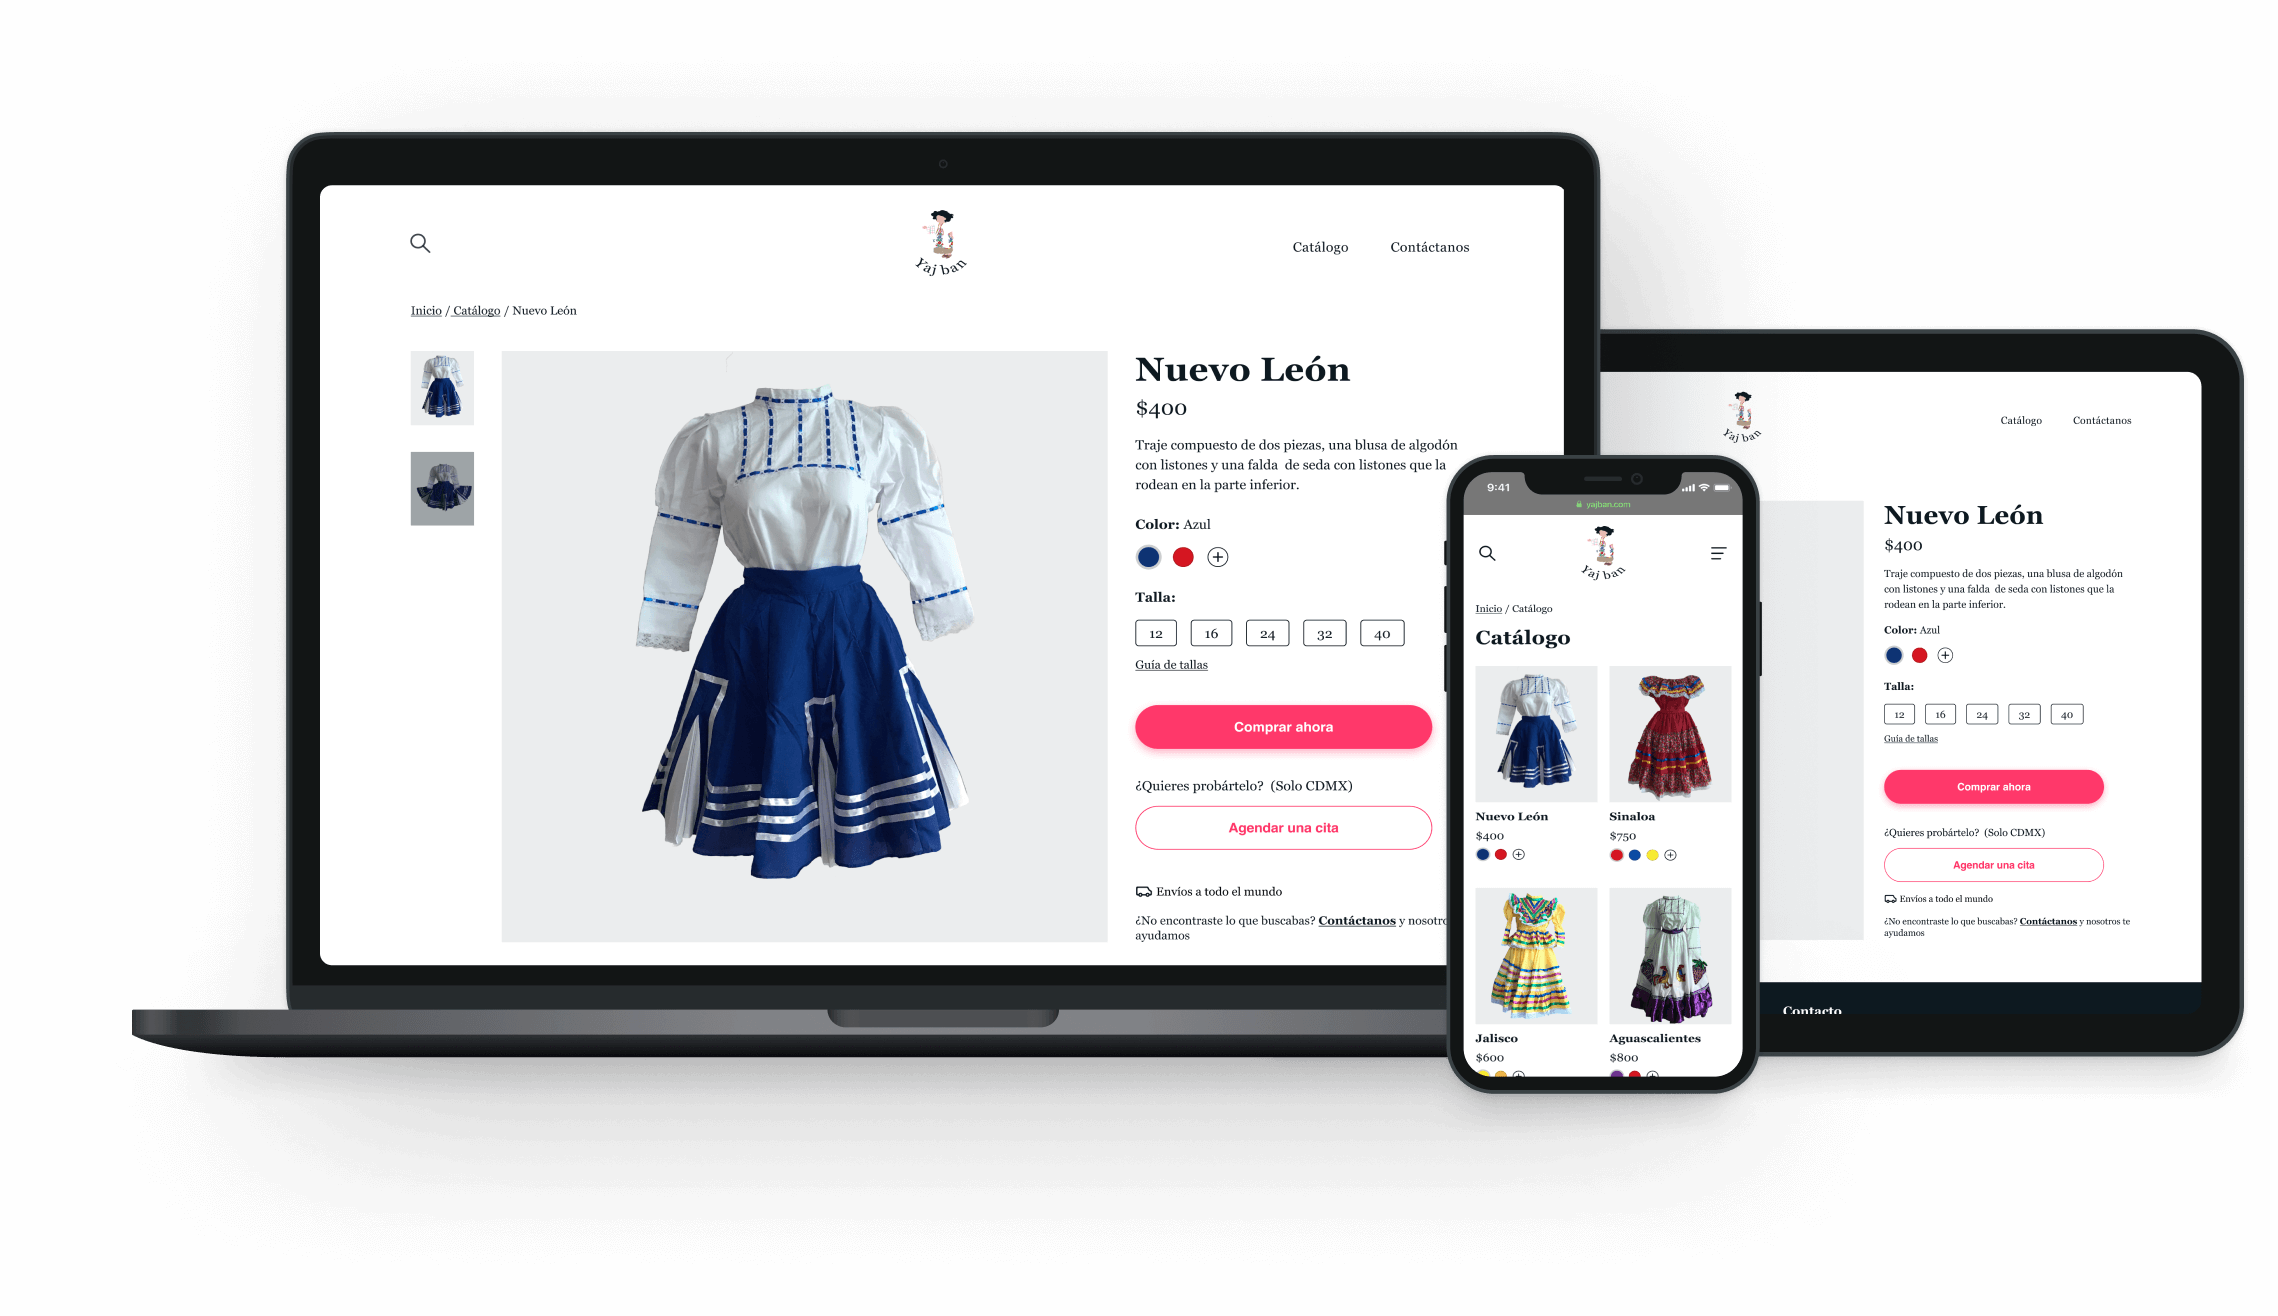 Yaj ban
Catálogo
Contáctanos
Inicio / Catálogo / Nuevo León
Nuevo León
$400
Traje compuesto de dos piezas, una blusa de algodón
con listones y una falda de seda con listones que la
rodean en la parte inferior.
Color: Azul
Talla:
12
16
24
32
40
Guía de tallas
Comprar ahora
¿Quieres probártelo? (Solo CDMX)
Agendar una cita
Envíos a todo el mundo
¿No encontraste lo que buscabas? Contáctanos y nosotro
ayudamos
9:41
yajban.com
Yaj ban
Inicio / Catálogo
Catálogo
Nuevo León
$400
Sinaloa
$750
Jalisco
$600
Aguascalientes
$800
Yaj ban
Catálogo
Contáctanos
Nuevo León
$400
Traje compuesto de dos piezas, una blusa de algodón
con listones y una falda de seda con listones que la
rodean en la parte inferior.
Color: Azul
Talla:
12
16
24
32
40
Guía de tallas
Comprar ahora
¿Quieres probártelo? (Solo CDMX)
Agendar una cita
Envíos a todo el mundo
¿No encontraste lo que buscabas? Contáctanos y nosotros te
ayudamos
Contacto